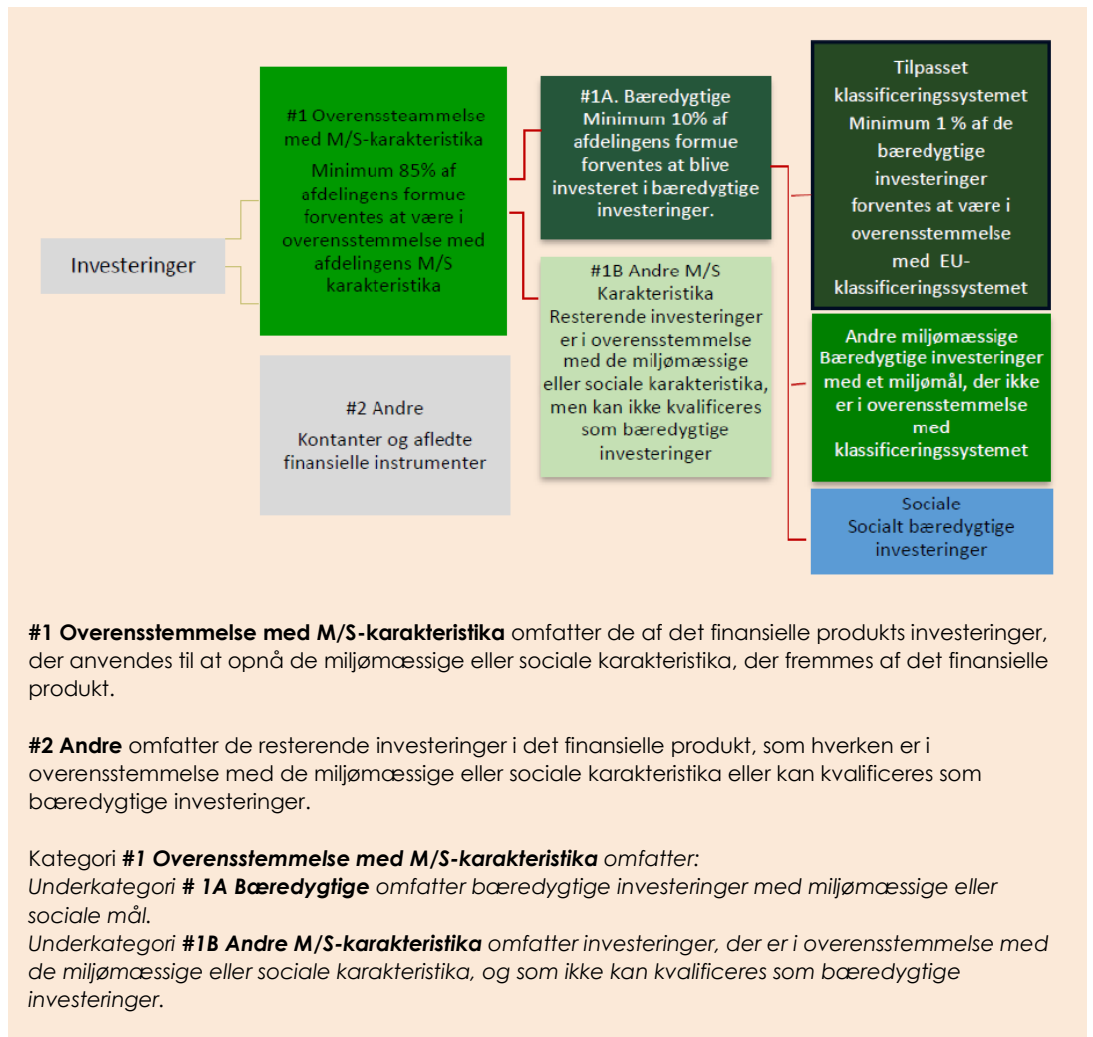 Investeringer
#1 Overenssteammelse
med M/S-karakteristika
Minimum 85% af
afdelingens formue
forventes at være i
overensstemmelse med
afdelingens M/S
karakteristika
#2 Andre
Kontanter og afledte
finansielle instrumenter
#1A. Bæredygtige
Minimum 10% af
afdelingens formue
forventes at blive
investeret i bæredygtige
investeringer.
#1B Andre M/S
Karakteristika
Resterende investeringer
er i overensstemmelse
med de miljømæssige
eller sociale karakteristika,
men kan ikke kvalificeres
som bæredygtige
investeringer
Tilpasset
klassificeringssystemet
Minimum 1 % af de
bæredygtige
investeringer
forventes at være i
overensstemmelse
med EU-
klassificeringssystemet
Andre miljømæssige
Bæredygtige investeringer
med et miljømål, der ikke
er i overensstemmelse
med
klassificeringssystemet
Sociale
Socialt bæredygtige
investeringer
#1 Overensstemmelse med M/S-karakteristika omfatter de af det finansielle produkts investeringer,
der anvendes til at opnå de miljømæssige eller sociale karakteristika, der fremmes af det finansielle
produkt.
#2 Andre omfatter de resterende investeringer i det finansielle produkt, som hverken er i
overensstemmelse med de miljømæssige eller sociale karakteristika eller kan kvalificeres som
bæredygtige investeringer.
Kategori #1 Overensstemmelse med M/S-karakteristika omfatter:
Underkategori # 1A Bæredygtige omfatter bæredygtige investeringer med miljømæssige eller
sociale mål.
Underkategori #1B Andre M/S-karakteristika omfatter investeringer, der er i overensstemmelse med
de miljømæssige eller sociale karakteristika, og som ikke kan kvalificeres som bæredygtige
investeringer.